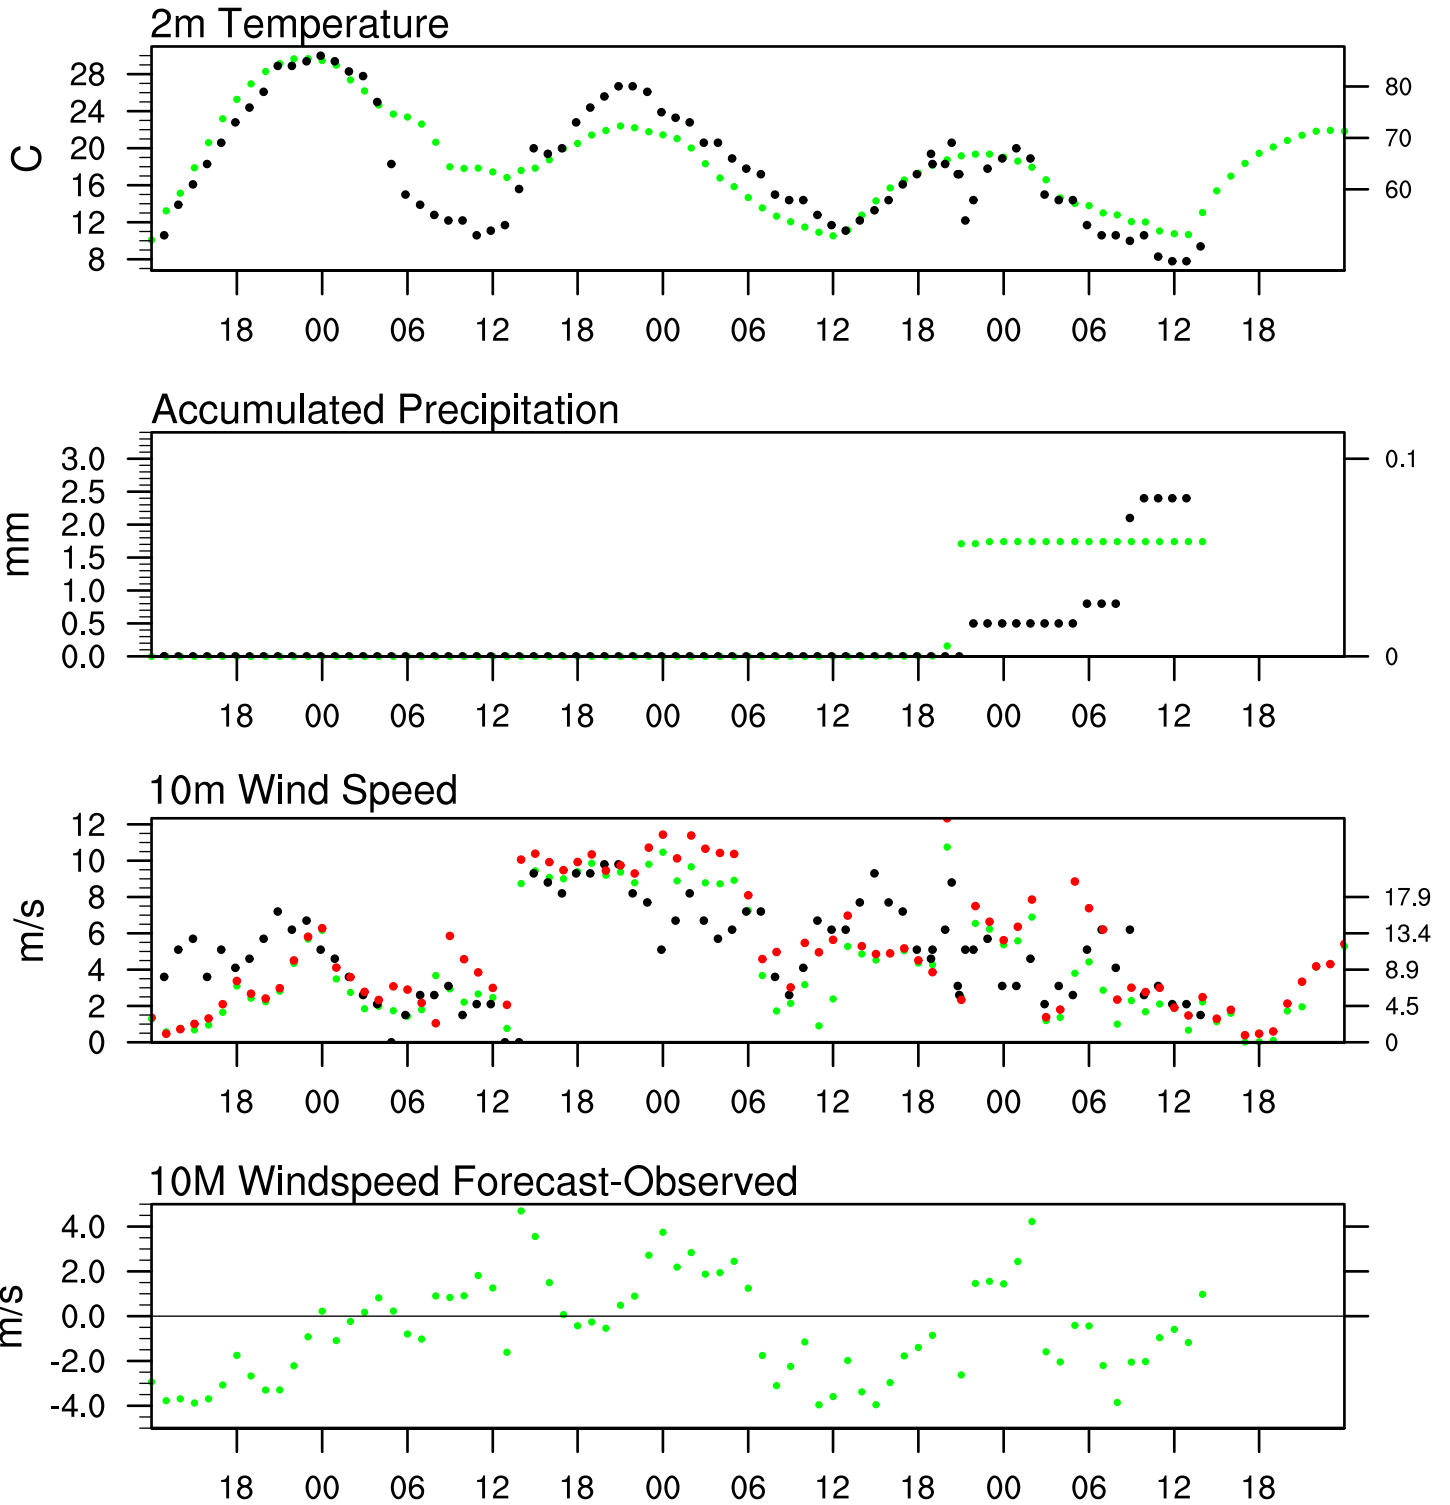 2m Temperature
C
28
24
20
16
12
8
80
70
60
18 00 06 12 18 00 06 12 18 00 06 12 18
Accumulated Precipitation
mm
3.0
2.5
2.0
1.5
1.0
0.5
0.0
0.1
0
18 00 06 12 18 00 06 12 18 00 06 12 18
10m Wind Speed
m/s
12
10
8
6
4
2
0
17.9
13.4
8.9
4.5
0
18 00 06 12 18 00 06 12 18 00 06 12 18
10M Windspeed Forecast-Observed
m/s
4.0
2.0
0.0
-2.0
-4.0
18 00 06 12 18 00 06 12 18 00 06 12 18